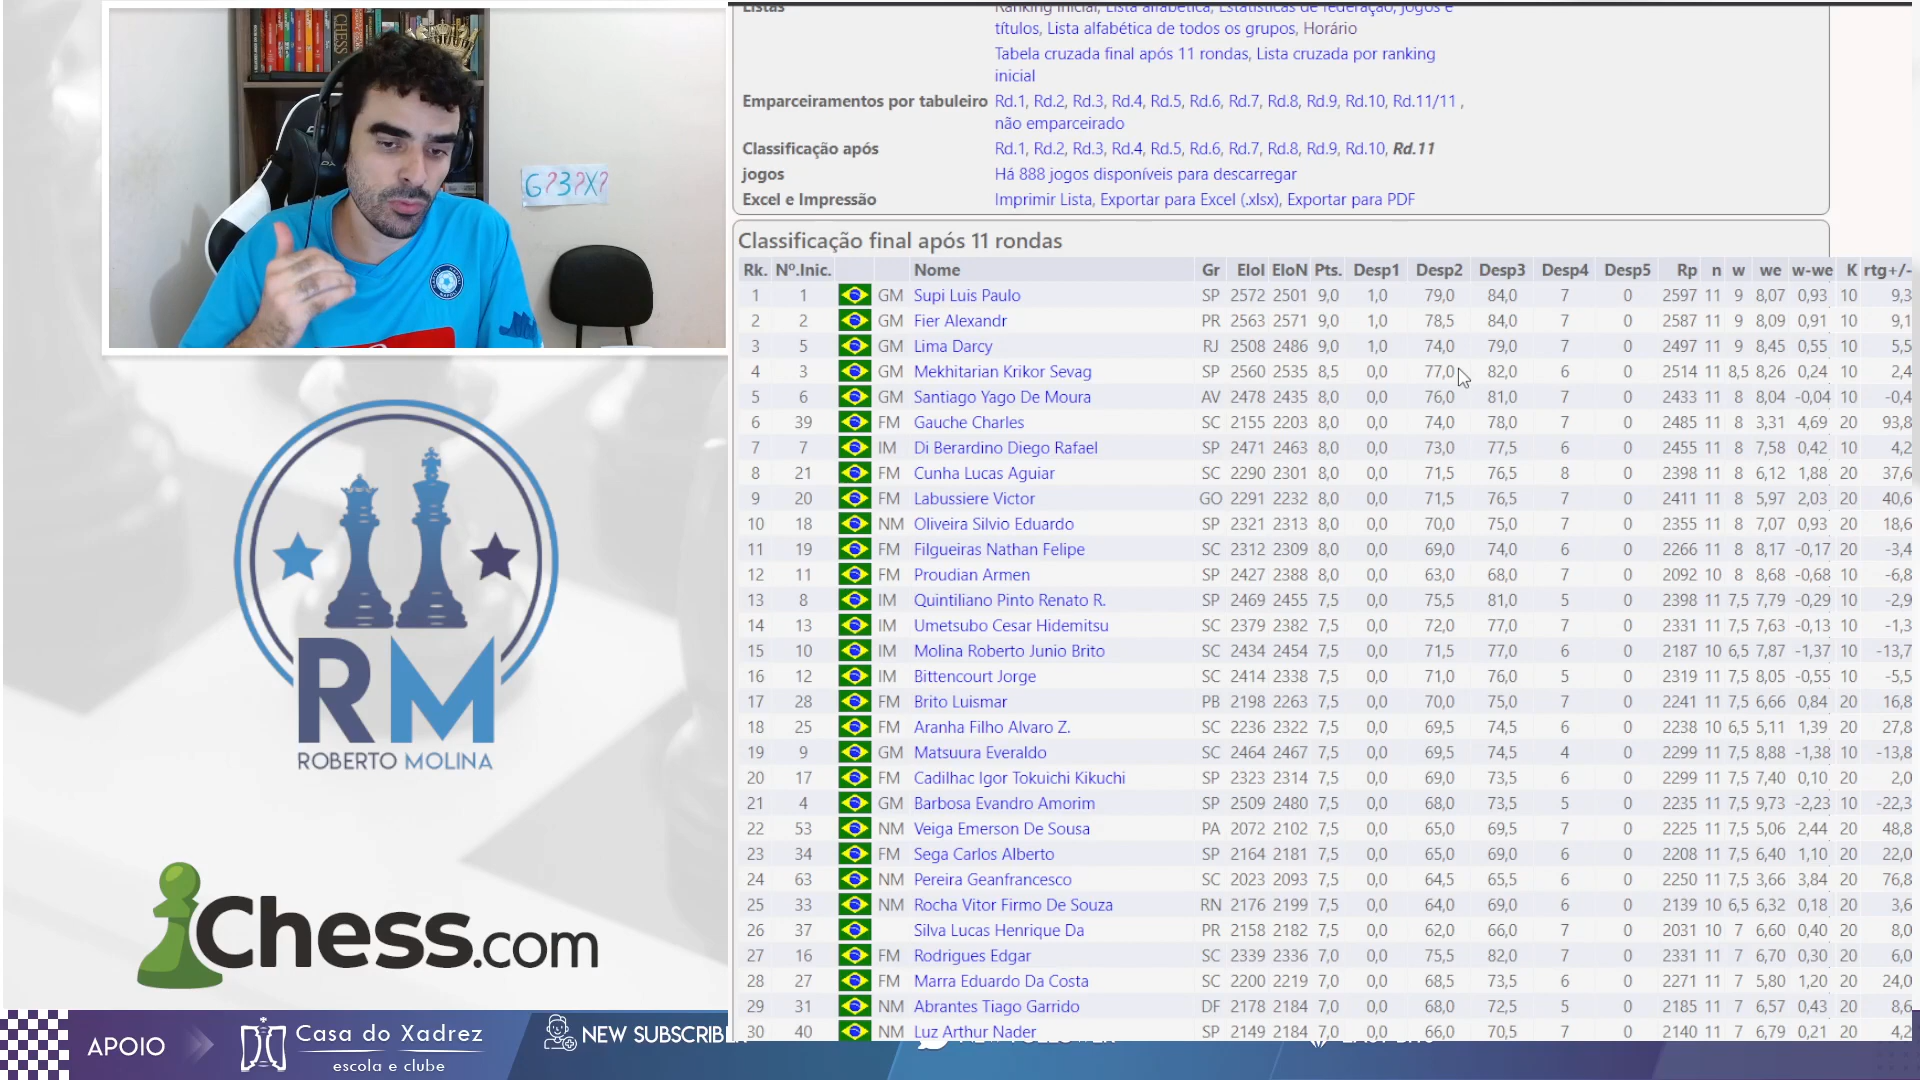 CHESS
G?3?X?
RM
ROBERTO MOLINA
Chess.com
APOIO
Casa do Xadrez
escola e clube
NEW SUBSCRIB
Listas Ranking inicial, Lista alfabética, Estatísticas de federação, jogos e
títulos, Lista alfabética de todos os grupos, Horário
Tabela cruzada final após 11 rondas, Lista cruzada por ranking
inicial
Emparceiramentos por tabuleiro Rd.1, Rd.2, Rd.3, Rd.4, Rd.5, Rd.6, Rd.7, Rd.8, Rd.9, Rd.10, Rd.11/11 ,
não emparceirado
Classificação após Rd.1, Rd.2, Rd.3, Rd.4, Rd.5, Rd.6, Rd.7, Rd.8, Rd.9, Rd.10, Rd.11
jogos Há 888 jogos disponíveis para descarregar
Excel e Impressão Imprimir Lista, Exportar para Excel (.xlsx), Exportar para PDF
Classificação final após 11 rondas
Rk. Nº.Inic. Nome Gr EloI EloN Pts. Desp1 Desp2 Desp3 Desp4 Desp5 Rp n w we w-we K rtg+/-
1 1 GM Supi Luis Paulo SP 2572 2501 9,0 1,0 79,0 84,0 7 0 2597 11 9 8,07 0,93 10 9,3
2 2 GM Fier Alexandr PR 2563 2571 9,0 1,0 78,5 84,0 7 0 2587 11 9 8,09 0,91 10 9,1
3 5 GM Lima Darcy RJ 2508 2486 9,0 1,0 74,0 79,0 7 0 2497 11 9 8,45 0,55 10 5,5
4 3 GM Mekhitarian Krikor Sevag SP 2560 2535 8,5 0,0 77,0 82,0 6 0 2514 11 8,5 8,26 0,24 10 2,4
5 6 GM Santiago Yago De Moura AV 2478 2435 8,0 0,0 76,0 81,0 7 0 2433 11 8 8,04 -0,04 10 -0,4
6 39 FM Gauche Charles SC 2155 2203 8,0 0,0 74,0 78,0 7 0 2485 11 8 3,31 4,69 20 93,8
7 7 IM Di Berardino Diego Rafael SP 2471 2463 8,0 0,0 73,0 77,5 6 0 2455 11 8 7,58 0,42 10 4,2
8 21 FM Cunha Lucas Aguiar SC 2290 2301 8,0 0,0 71,5 76,5 8 0 2398 11 8 6,12 1,88 20 37,6
9 20 FM Labussiere Victor GO 2291 2232 8,0 0,0 71,5 76,5 7 0 2411 11 8 5,97 2,03 20 40,6
10 18 NM Oliveira Silvio Eduardo SP 2321 2313 8,0 0,0 70,0 75,0 7 0 2355 11 8 7,07 0,93 20 18,6
11 19 FM Filgueiras Nathan Felipe SC 2312 2309 8,0 0,0 69,0 74,0 6 0 2266 11 8 8,17 -0,17 20 -3,4
12 11 FM Proudian Armen SP 2427 2388 8,0 0,0 63,0 68,0 7 0 2092 10 8 8,68 -0,68 10 -6,8
13 8 IM Quintiliano Pinto Renato R. SP 2469 2455 7,5 0,0 75,5 81,0 5 0 2398 11 7,5 7,79 -0,29 10 -2,9
14 13 IM Umetsubo Cesar Hidemitsu SC 2379 2382 7,5 0,0 72,0 77,0 7 0 2331 11 7,5 7,63 -0,13 10 -1,3
15 10 IM Molina Roberto Junio Brito SC 2434 2454 7,5 0,0 71,5 77,0 6 0 2187 10 6,5 7,87 -1,37 10 -13,7
16 12 IM Bittencourt Jorge SC 2414 2338 7,5 0,0 71,0 76,0 5 0 2319 11 7,5 8,05 -0,55 10 -5,5
17 28 FM Brito Luismar PB 2198 2263 7,5 0,0 70,0 75,0 7 0 2241 11 7,5 6,66 0,84 20 16,8
18 25 FM Aranha Filho Alvaro Z. SC 2236 2322 7,5 0,0 69,5 74,5 6 0 2238 10 6,5 5,11 1,39 20 27,8
19 9 GM Matsuura Everaldo SC 2464 2467 7,5 0,0 69,5 74,5 4 0 2299 11 7,5 8,88 -1,38 10 -13,8
20 17 FM Cadilhac Igor Tokuichi Kikuchi SP 2323 2314 7,5 0,0 69,0 73,5 6 0 2299 11 7,5 7,40 0,10 20 2,0
21 4 GM Barbosa Evandro Amorim SP 2509 2480 7,5 0,0 68,0 73,5 5 0 2235 11 7,5 9,73 -2,23 10 -22,3
22 53 NM Veiga Emerson De Sousa PA 2072 2102 7,5 0,0 65,0 69,5 7 0 2225 11 7,5 5,06 2,44 20 48,8
23 34 FM Sega Carlos Alberto SP 2164 2181 7,5 0,0 65,0 69,0 6 0 2208 11 7,5 6,40 1,10 20 22,0
24 63 NM Pereira Geanfrancesco SC 2023 2093 7,5 0,0 64,5 65,5 6 0 2250 11 7,5 3,66 3,84 20 76,8
25 33 NM Rocha Vitor Firmo De Souza RN 2176 2199 7,5 0,0 64,0 69,0 6 0 2139 10 6,5 6,32 0,18 20 3,6
26 37 Silva Lucas Henrique Da PR 2158 2182 7,5 0,0 62,0 66,0 7 0 2031 10 7 6,60 0,40 20 8,0
27 16 FM Rodrigues Edgar SC 2339 2336 7,0 0,0 75,5 82,0 7 0 2331 11 7 6,70 0,30 20 6,0
28 27 FM Marra Eduardo Da Costa SC 2200 2219 7,0 0,0 68,5 73,5 6 0 2271 11 7 5,80 1,20 20 24,0
29 31 NM Abrantes Tiago Garrido DF 2178 2184 7,0 0,0 68,0 72,5 5 0 2185 11 7 6,57 0,43 20 8,6
30 40 NM Luz Arthur Nader SP 2149 2184 7,0 0,0 66,0 70,5 7 0 2140 11 7 6,79 0,21 20 4,2